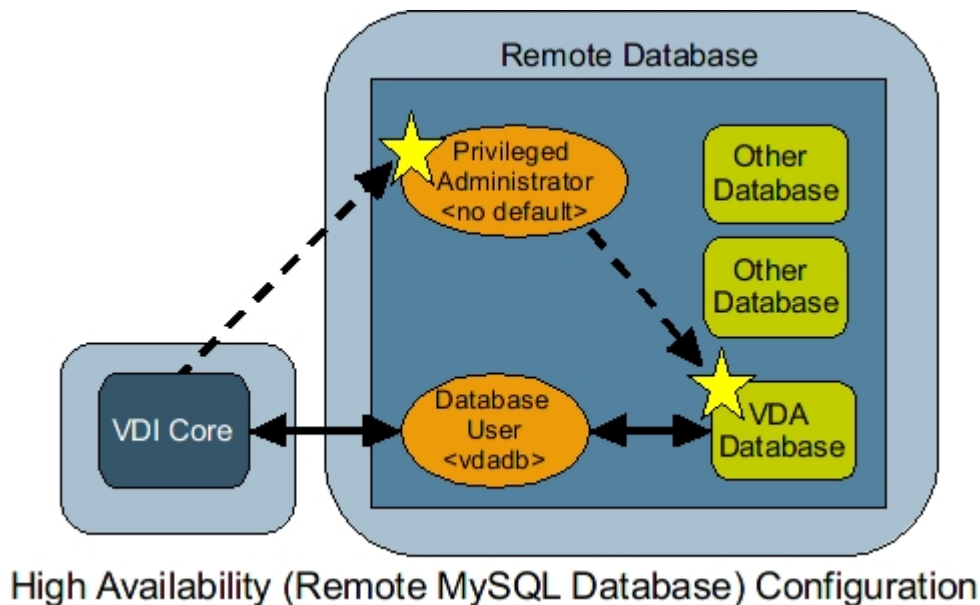 Remote Database
Privileged
Administrator
<no default>
Other
Database
Other
Database
VDI Core
Database
User
<vdadb>
VDA
Database
High Availability (Remote MySQL Database) Configuration